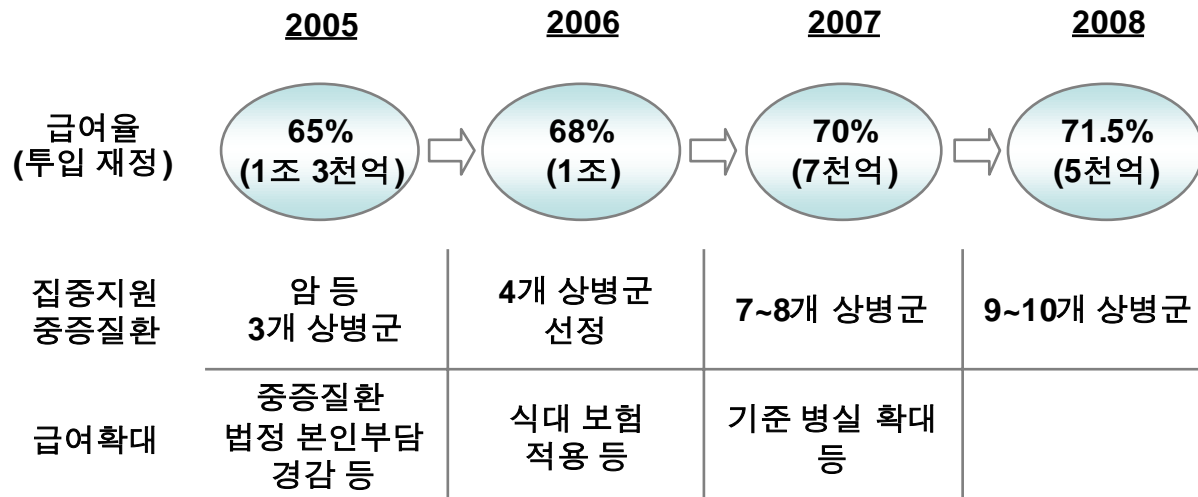 2005 2006 2007 2008
급여율
(투입 재정)
65%
(1조 3천억)
68%
(1조)
70%
(7천억)
71.5%
(5천억)
집중지원
중증질환
암 등
3개 상병군
4개 상병군
선정
7~8개 상병군
9~10개 상병군
급여확대
중증질환
법정 본인부담
경감 등
식대 보험
적용 등
기준 병실 확대
등